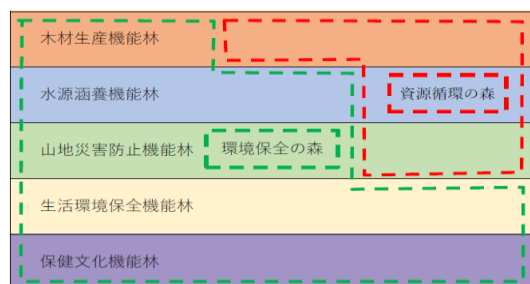 木材生産機能林
水源涵養機能林
資源循環の森
山地災害防止機能林
環境保全の森
生活環境保全機能林
保健文化機能林